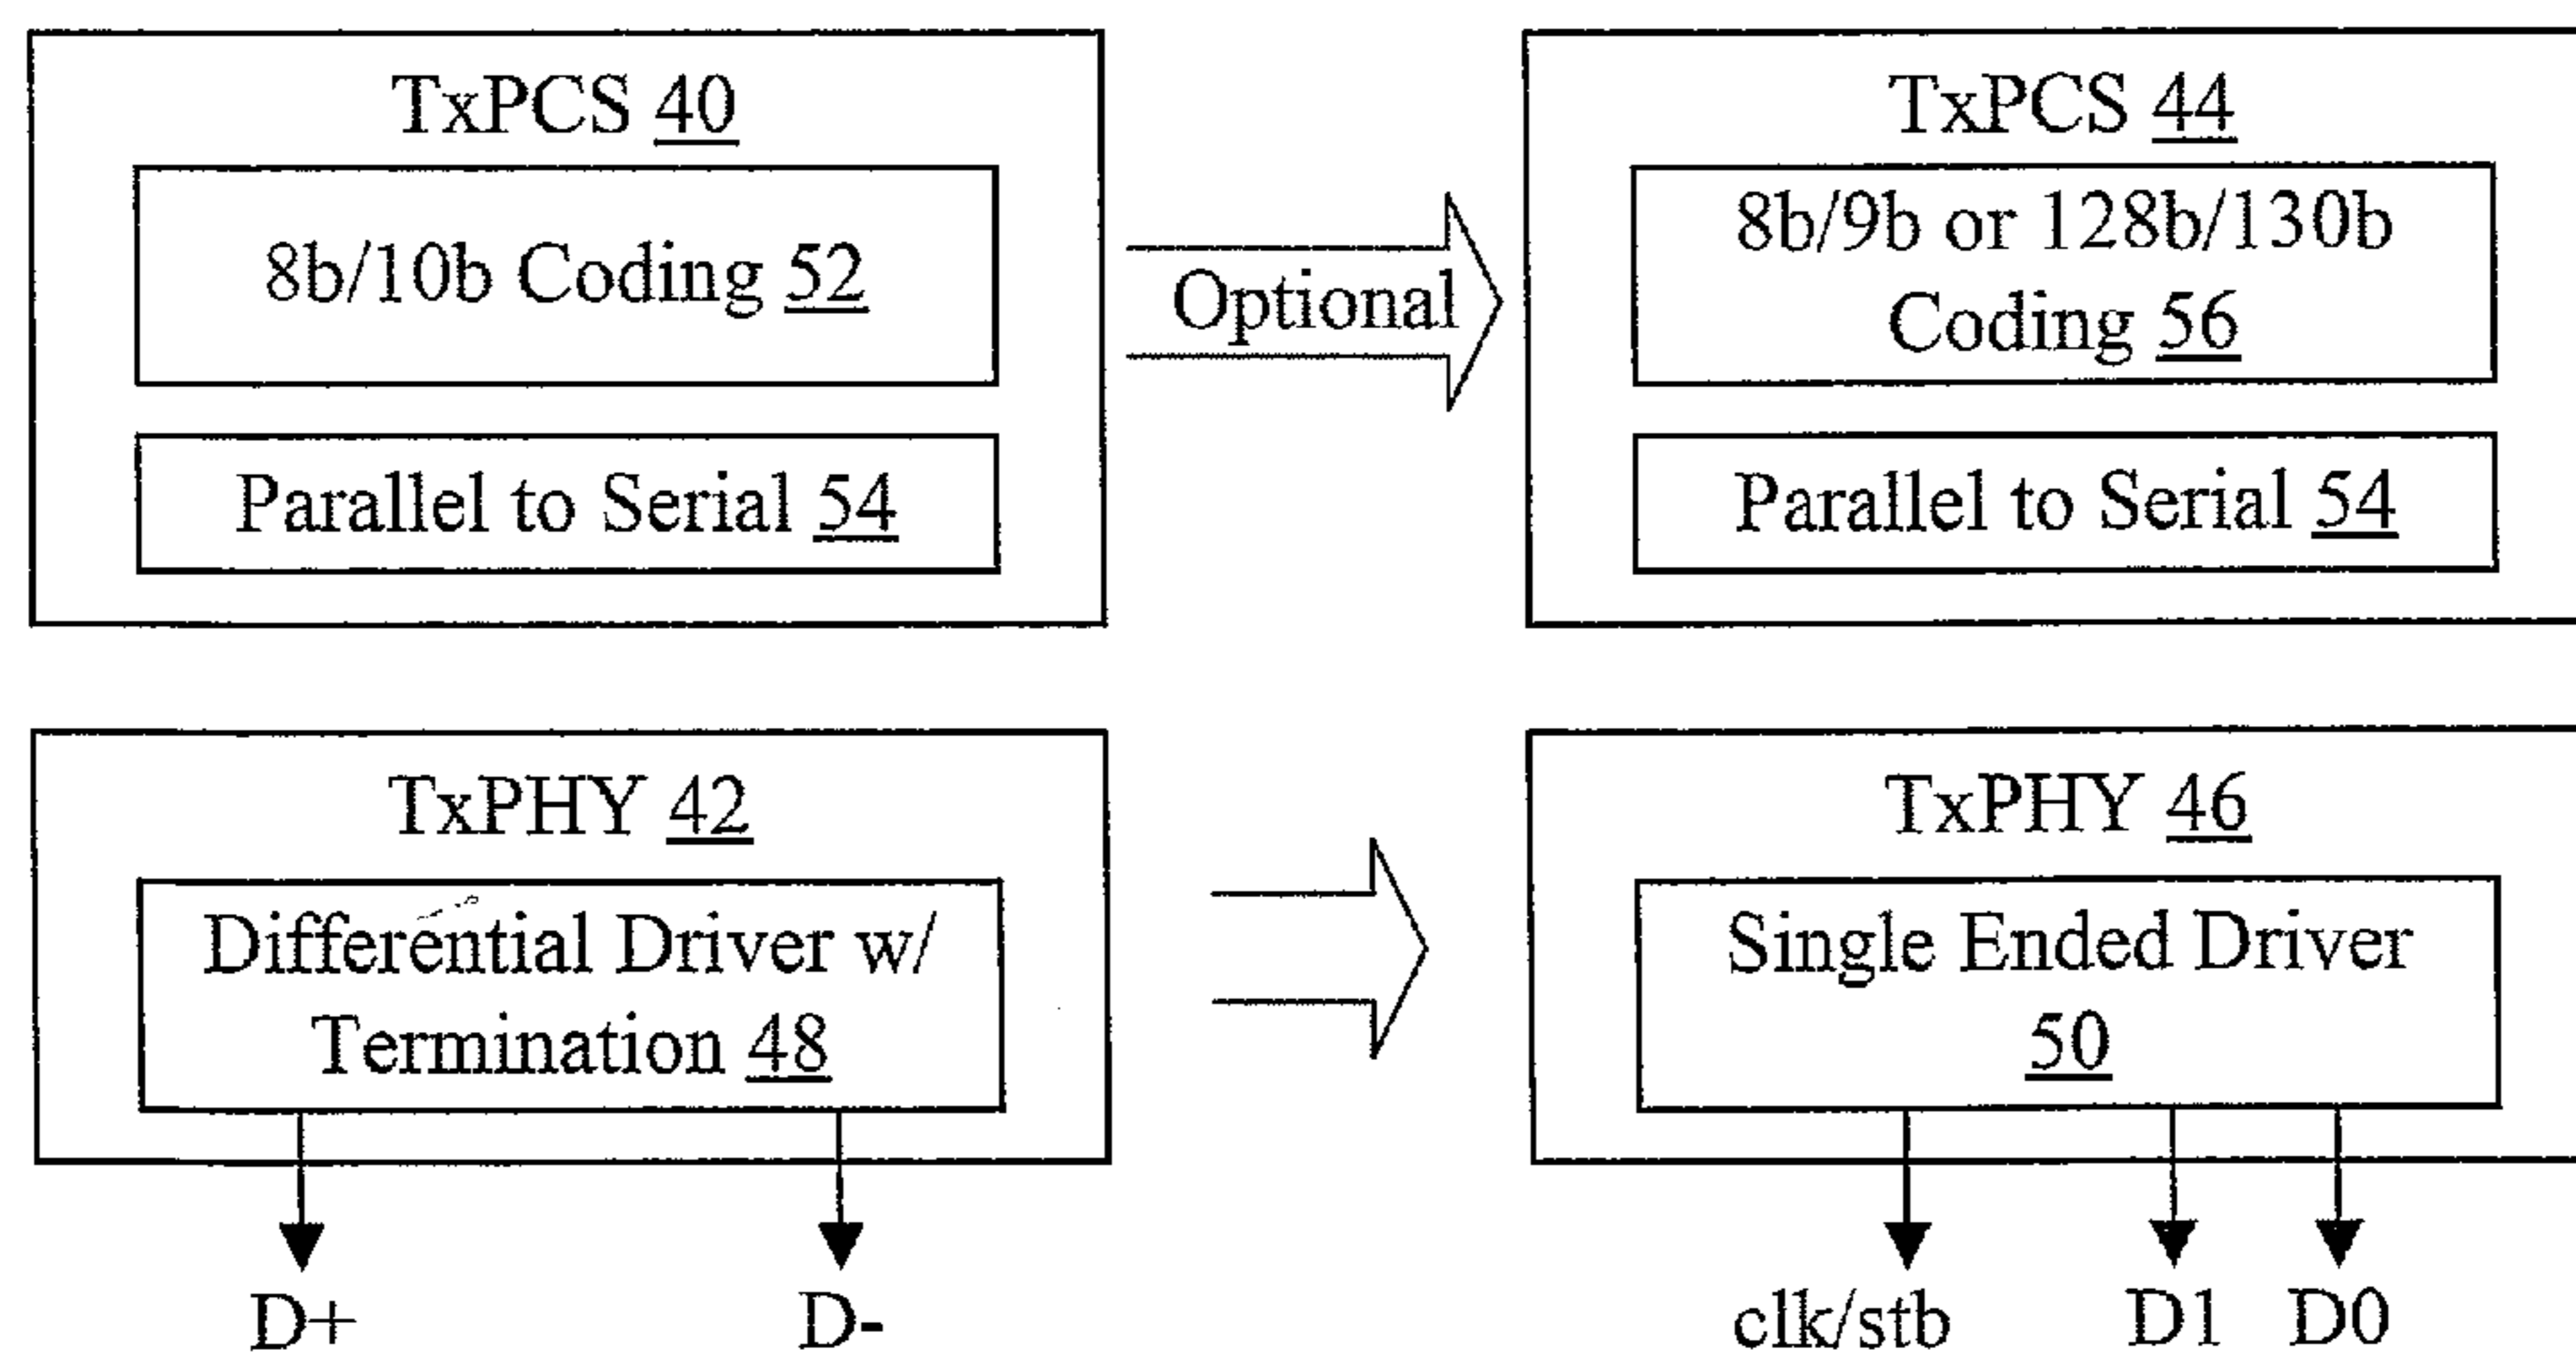 TxPCS 40
8b/10b Coding 52
Parallel to Serial 54
Optional
TxPCS 44
8b/9b or 128b/130b
Coding 56
Parallel to Serial 54
TxPHY 42
Differential Driver w/
Termination 48
D+
D-
TxPHY 46
Single Ended Driver
50
clk/stb
D1
D0